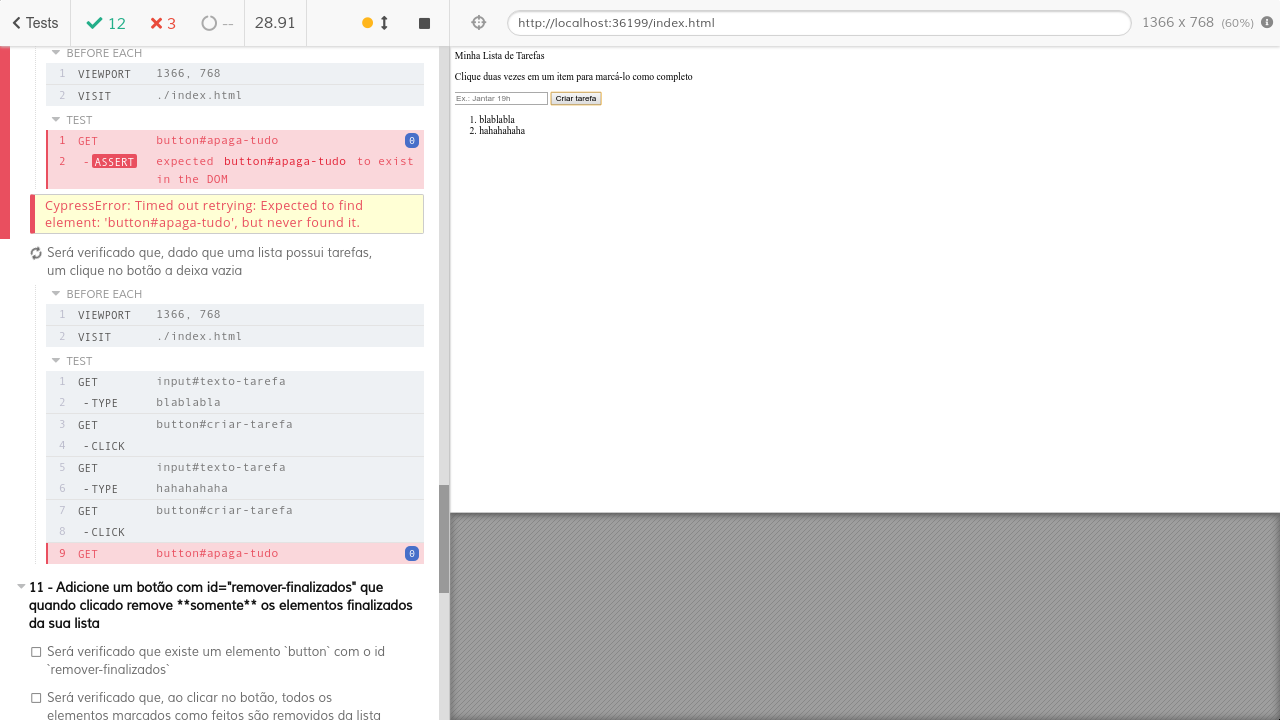 Tests
12
3
--
28.91
http://localhost:36199/index.html
1366 x 768 (60%)
BEFORE EACH
1 VIEWPORT 1366, 768
2 VISIT ./index.html
TEST
1 GET button#apaga-tudo 0
2 -ASSERT expected button#apaga-tudo to exist
in the DOM
CypressError: Timed out retrying: Expected to find
element: 'button#apaga-tudo', but never found it.
Será verificado que, dado que uma lista possui tarefas,
um clique no botão a deixa vazia
BEFORE EACH
1 VIEWPORT 1366, 768
2 VISIT ./index.html
TEST
1 GET input#texto-tarefa
2 -TYPE blablabla
3 GET button#criar-tarefa
4 -CLICK
5 GET input#texto-tarefa
6 -TYPE hahahahaha
7 GET button#criar-tarefa
8 -CLICK
9 GET button#apaga-tudo 0
11 - Adicione um botão com id="remover-finalizados" que
quando clicado remove **somente** os elementos finalizados
da sua lista
Será verificado que existe um elemento `button` com o id
`remover-finalizados`
Será verificado que, ao clicar no botão, todos os
elementos marcados como feitos são removidos da lista
Minha Lista de Tarefas
Clique duas vezes em um item para marcá-lo como completo
Ex.: Jantar 19h Criar tarefa
1. blablabla
2. hahahahaha